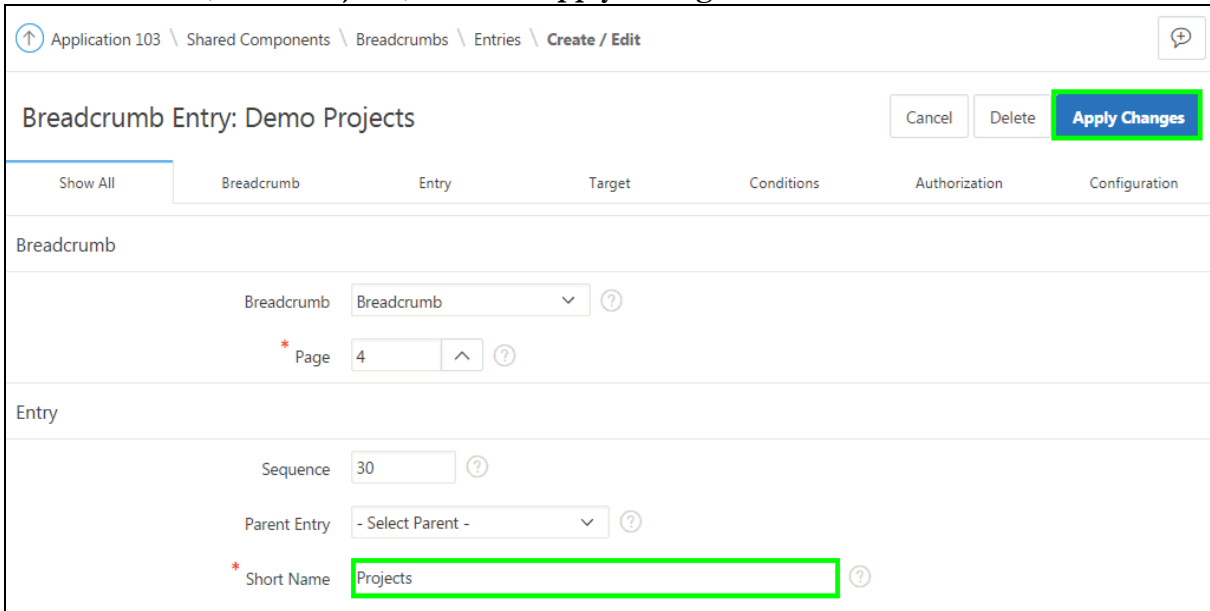 Application 103 \ Shared Components \ Breadcrumbs \ Entries \ Create / Edit
Breadcrumb Entry: Demo Projects
Cancel Delete Apply Changes
Show All Breadcrumb Entry Target Conditions Authorization Configuration
Breadcrumb
Breadcrumb Breadcrumb ?
* Page 4 ?
Entry
Sequence 30 ?
Parent Entry - Select Parent - ?
* Short Name Projects ?